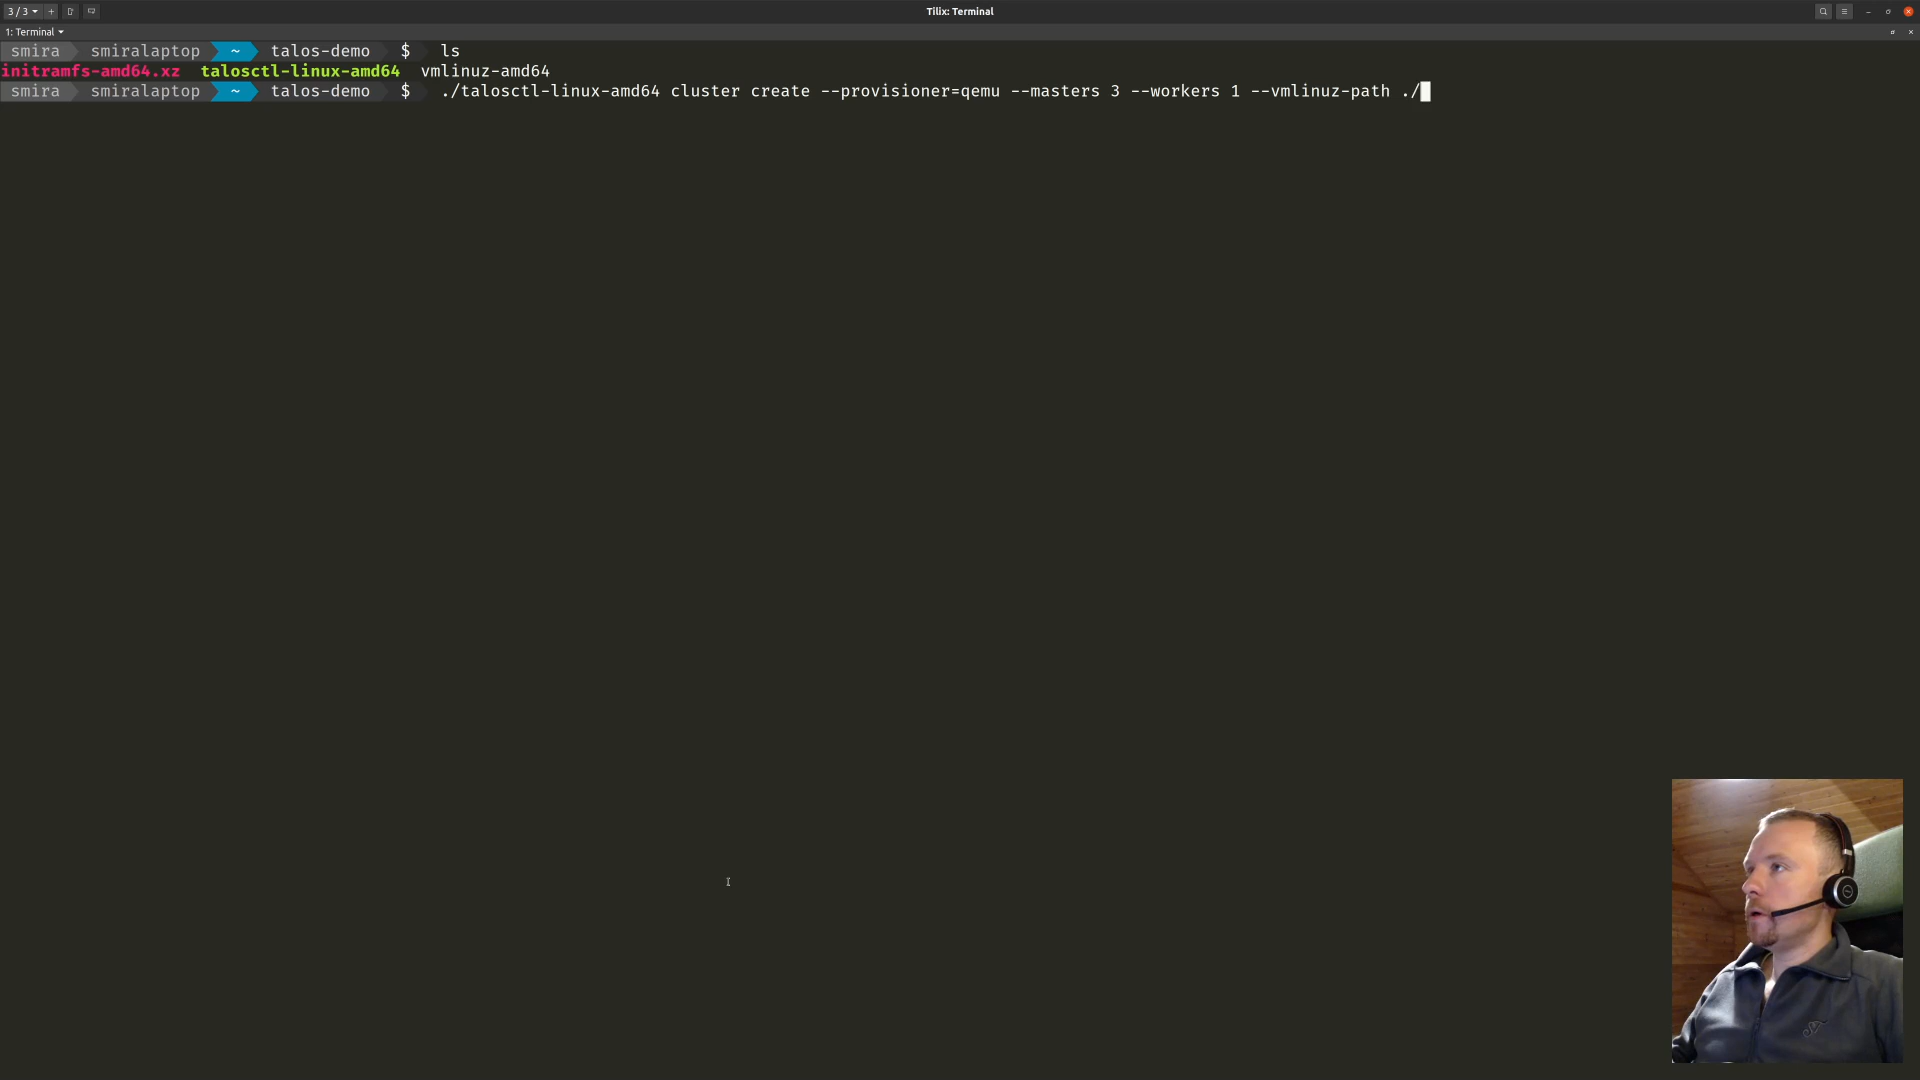 3 / 3
Tilix: Terminal
1: Terminal
smira smiralaptop ~ talos-demo $ ls
initramfs-amd64.xz talosctl-linux-amd64 vmlinuz-amd64
smira smiralaptop ~ talos-demo $ ./talosctl-linux-amd64 cluster create --provisioner=qemu --masters 3 --workers 1 --vmlinuz-path ./